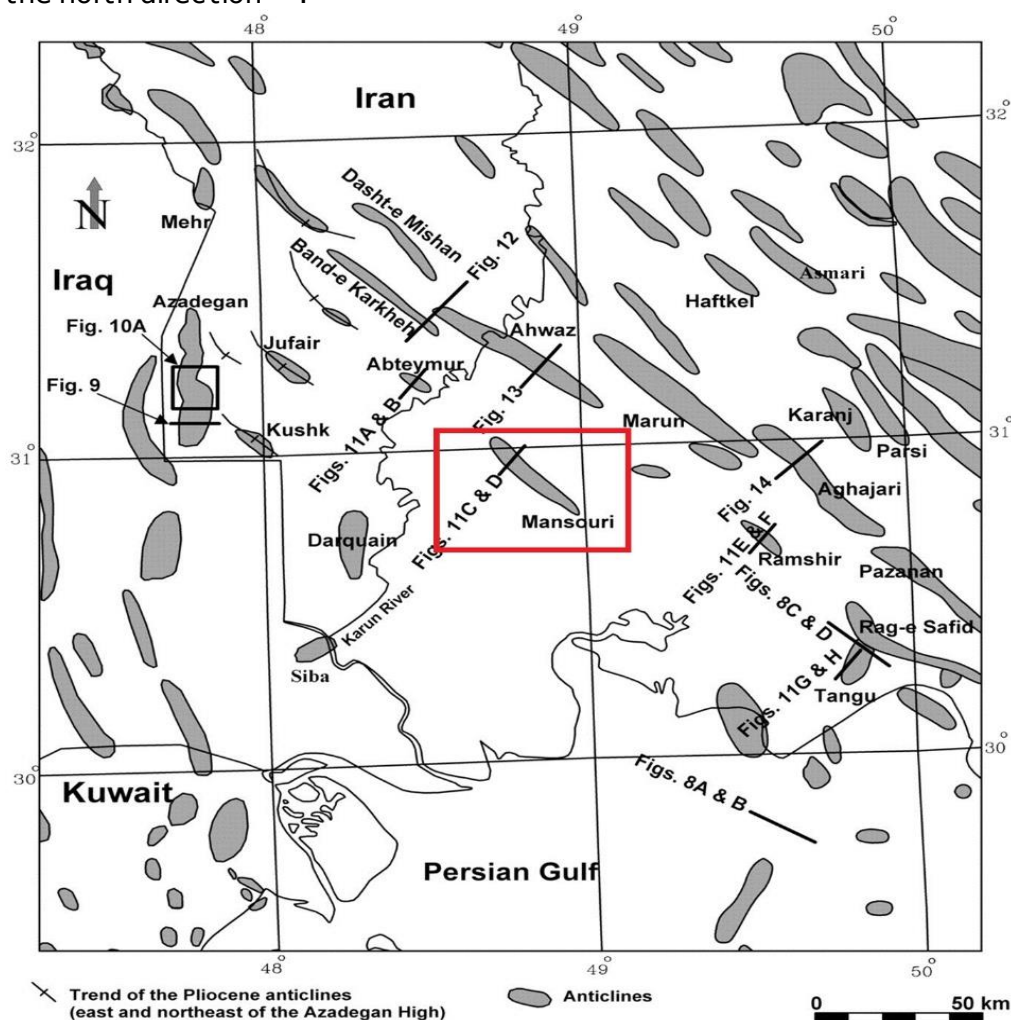 the north direction
48°
49°
50°
Iran
32°
32°
N
Mehr
Dasht-e Mishan
Fig. 12
Band-e Karkheh
Asmari
Iraq
Haftkel
Azadegan
Fig. 10A
Jufair
Ahwaz
Abteymur
Fig. 9
Fig. 13
Kushk
Marun
Karanj
31°
31°
Parsi
Figs. 11A & B
Figs. 11C & D
Mansouri
Fig. 14
Aghajari
Darquain
Figs. 11E & F
Ramshir
Pazanan
Figs. 8C & D
Karun River
Rag-e Safid
Siba
Figs. 11G & H
Tangu
30°
30°
Kuwait
Figs. 8A & B
Persian Gulf
48°
49°
50°
Trend of the Pliocene anticlines
(east and northeast of the Azadegan High)
Anticlines
0 50 km